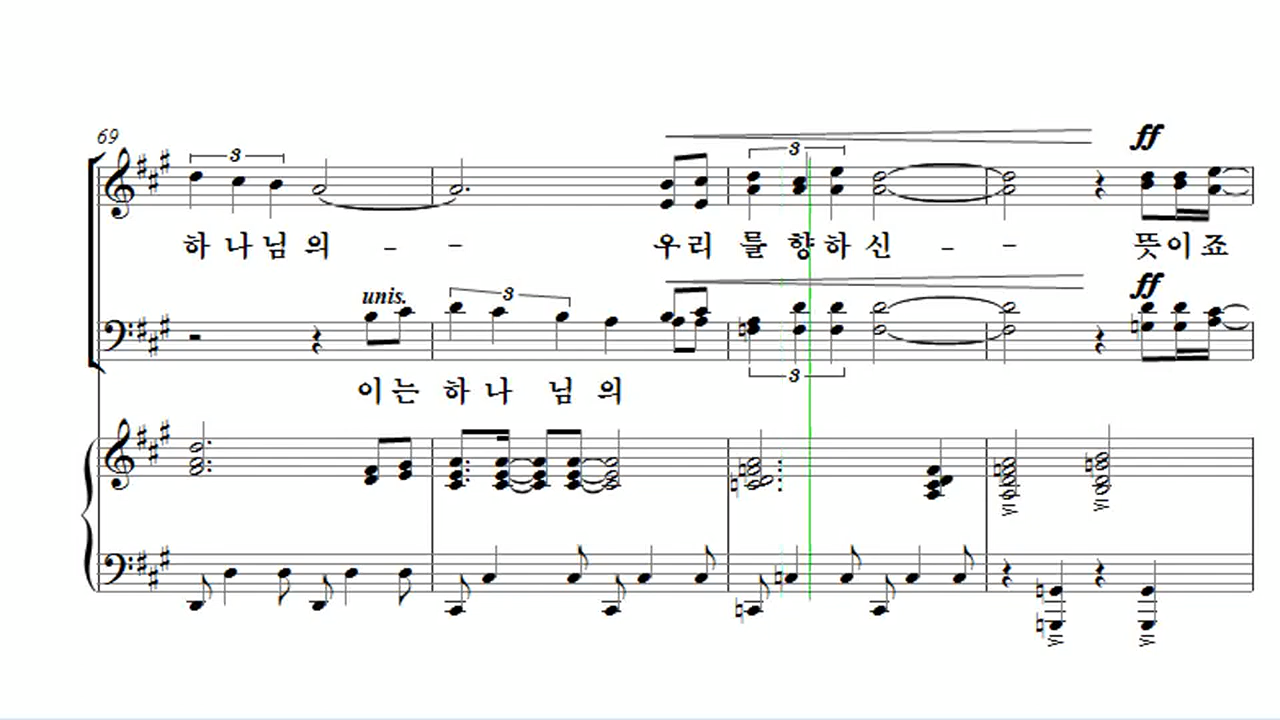 69
3
ff
하 나 님 의 - - 우 리 를 향 하 신 - - 뜻 이 죠
unis.
3
ff
3
이 는 하 나 님 의